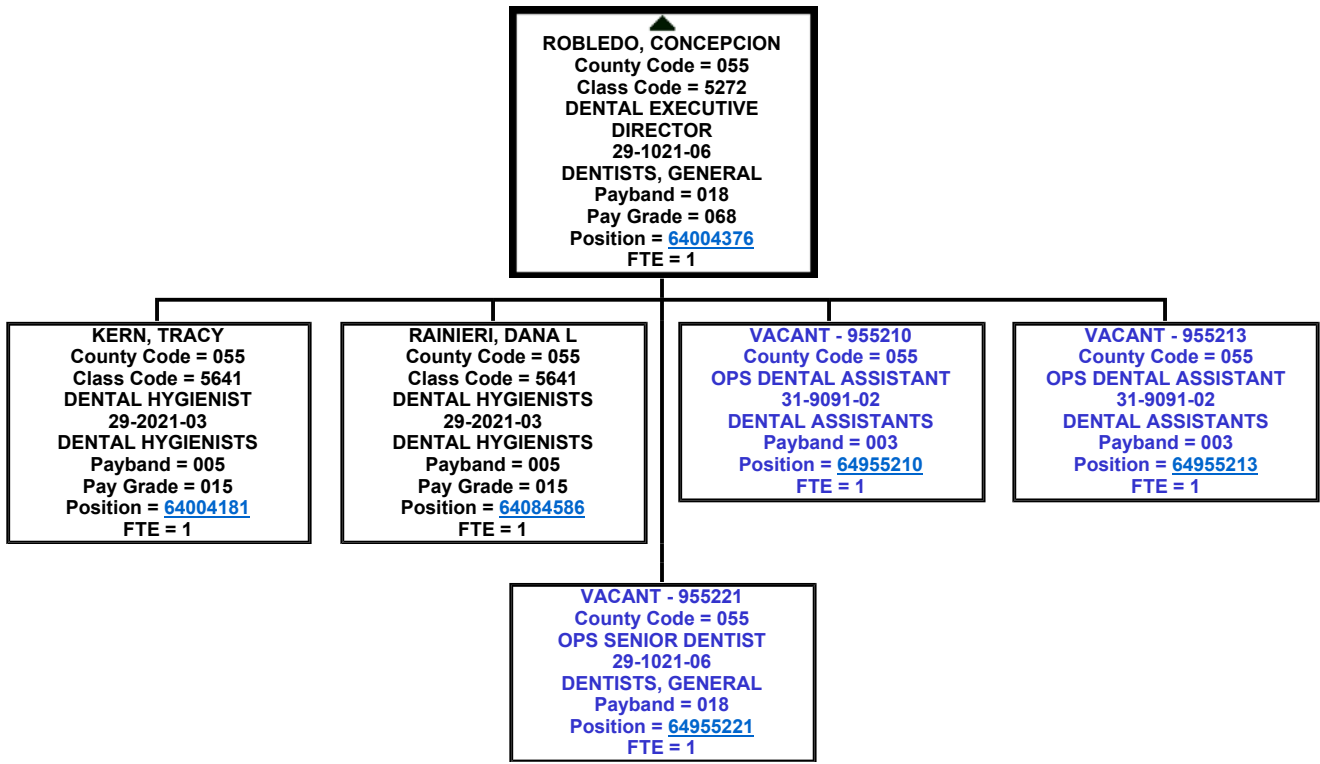 ROBLEDO, CONCEPCION
County Code = 055
Class Code = 5272
DENTAL EXECUTIVE
DIRECTOR
29-1021-06
DENTISTS, GENERAL
Payband = 018
Pay Grade = 068
Position = 64004376
FTE = 1
KERN, TRACY
County Code = 055
Class Code = 5641
DENTAL HYGIENIST
29-2021-03
DENTAL HYGIENISTS
Payband = 005
Pay Grade = 015
Position = 64004181
FTE = 1
RAINIERI, DANA L
County Code = 055
Class Code = 5641
DENTAL HYGIENISTS
29-2021-03
DENTAL HYGIENISTS
Payband = 005
Pay Grade = 015
Position = 64084586
FTE = 1
VACANT - 955210
County Code = 055
OPS DENTAL ASSISTANT
31-9091-02
DENTAL ASSISTANTS
Payband = 003
Position = 64955210
FTE = 1
VACANT - 955213
County Code = 055
OPS DENTAL ASSISTANT
31-9091-02
DENTAL ASSISTANTS
Payband = 003
Position = 64955213
FTE = 1
VACANT - 955221
County Code = 055
OPS SENIOR DENTIST
29-1021-06
DENTISTS, GENERAL
Payband = 018
Position = 64955221
FTE = 1